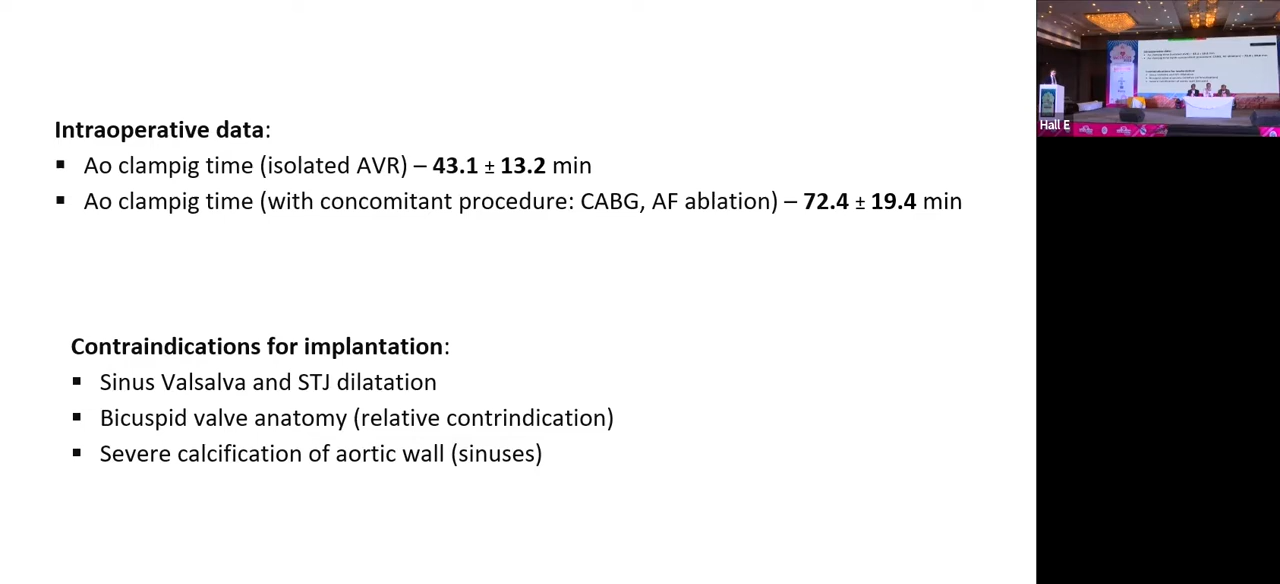 Intraoperative data:
▪ Ao clampig time (isolated AVR) – 43.1 ± 13.2 min
▪ Ao clampig time (with concomitant procedure: CABG, AF ablation) – 72.4 ± 19.4 min
Contraindications for implantation:
▪ Sinus Valsalva and STJ dilatation
▪ Bicuspid valve anatomy (relative contrindication)
▪ Severe calcification of aortic wall (sinuses)
Hall E